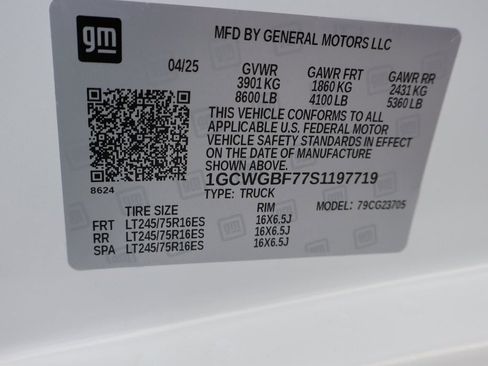 gm
MFD BY GENERAL MOTORS LLC
04/25 GVWR GAWR FRT GAWR RR
3901 KG 1860 KG 2431 KG
8600 LB 4100 LB 5360 LB
THIS VEHICLE CONFORMS TO ALL
APPLICABLE U.S. FEDERAL MOTOR
VEHICLE SAFETY STANDARDS IN EFFECT
ON THE DATE OF MANUFACTURE
SHOWN ABOVE.
8624
1GCWGBF77S1197719
TYPE: TRUCK MODEL: 79CG23705
TIRE SIZE RIM
FRT LT245/75R16ES 16X6.5J
RR LT245/75R16ES 16X6.5J
SPA LT245/75R16ES 16X6.5J